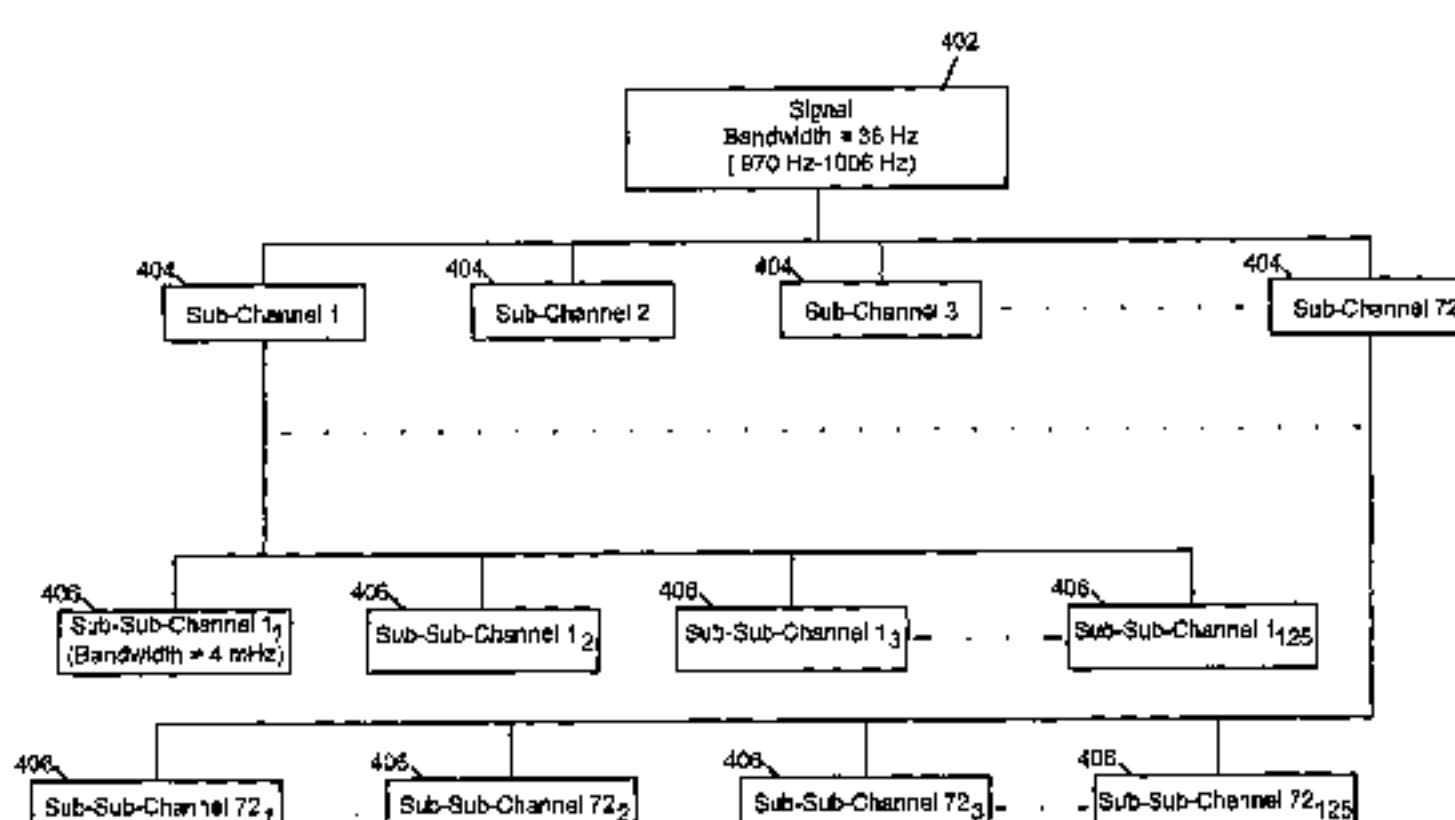 402
Signal
Bandwidth = 36 Hz
[ 970 Hz-1006 Hz)
404
404
404
404
Sub-Channel 1
Sub-Channel 2
Sub-Channel 3
Sub-Channel 72
406
406
406
406
Sub-Sub-Channel 1₁
(Bandwidth = 4 mHz)
Sub-Sub-Channel 1₂
Sub-Sub-Channel 1₃
Sub-Sub-Channel 1₁₂₅
406
406
406
406
Sub-Sub-Channel 72₁
Sub-Sub-Channel 72₂
Sub-Sub-Channel 72₃
Sub-Sub-Channel 72₁₂₅